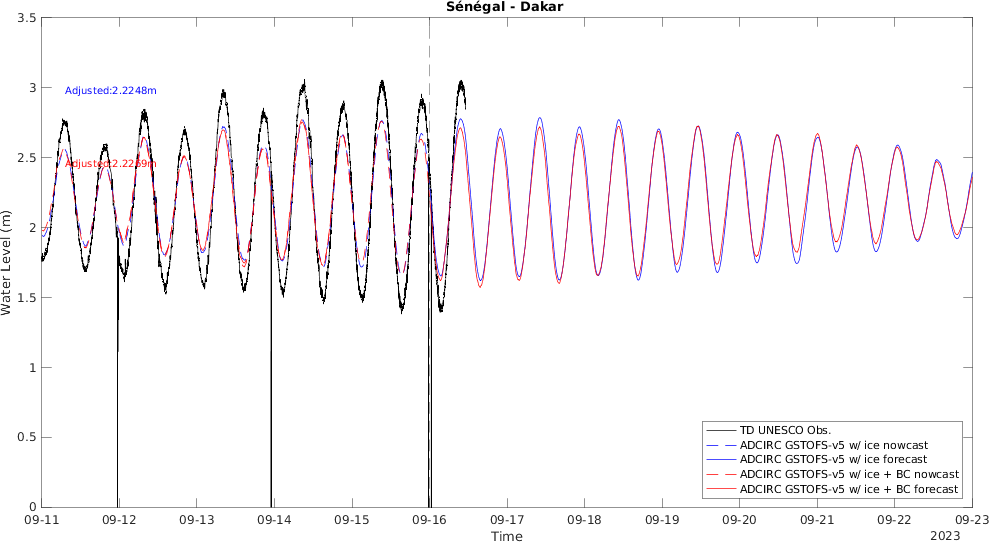 Sénégal - Dakar
3.5
3
2.5
2
1.5
1
0.5
0
Water Level (m)
Adjusted:2.2248m
TD UNESCO Obs.
ADCIRC GSTOFS-v5 w/ ice nowcast
ADCIRC GSTOFS-v5 w/ ice forecast
ADCIRC GSTOFS-v5 w/ ice + BC nowcast
ADCIRC GSTOFS-v5 w/ ice + BC forecast
09-11 09-12 09-13 09-14 09-15 09-16 09-17 09-18 09-19 09-20 09-21 09-22 09-23
Time
2023